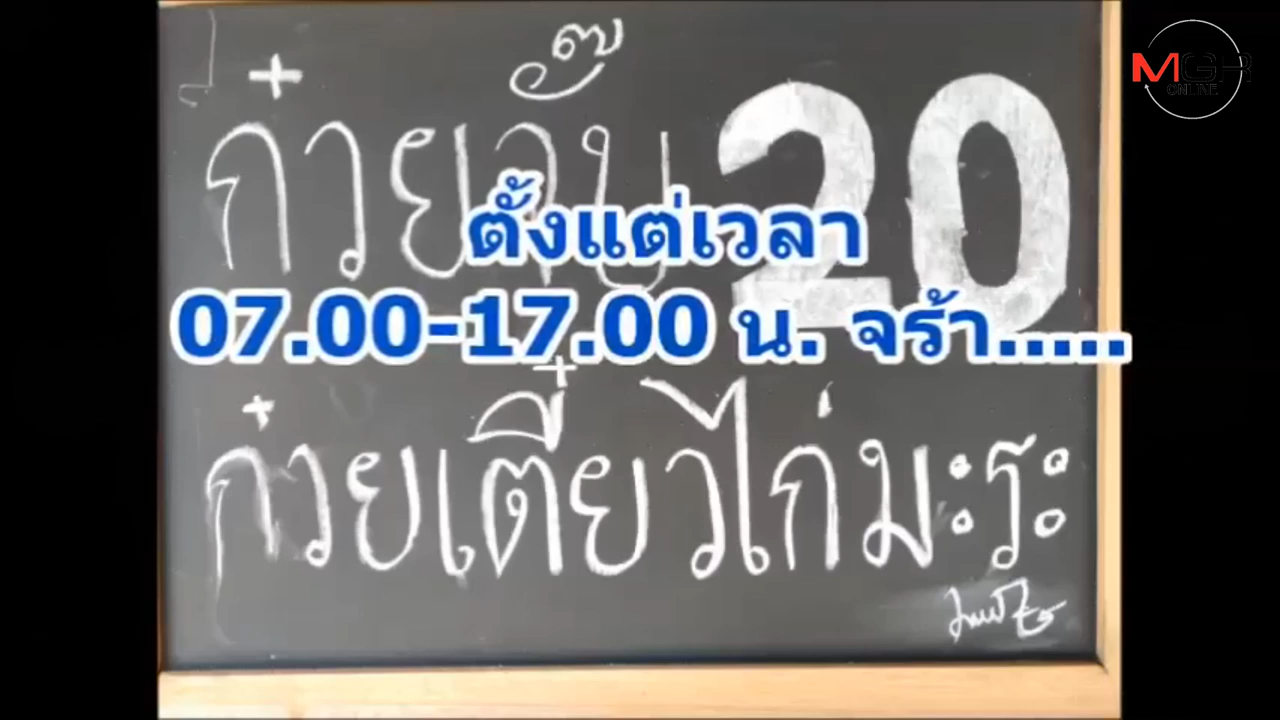 MGR
ONLINE
ก๋วยจั๊บ 20
ตั้งแต่เวลา
07.00-17.00 น. จร้า.....
ก๋วยเตี๋ยวไก่มะระ